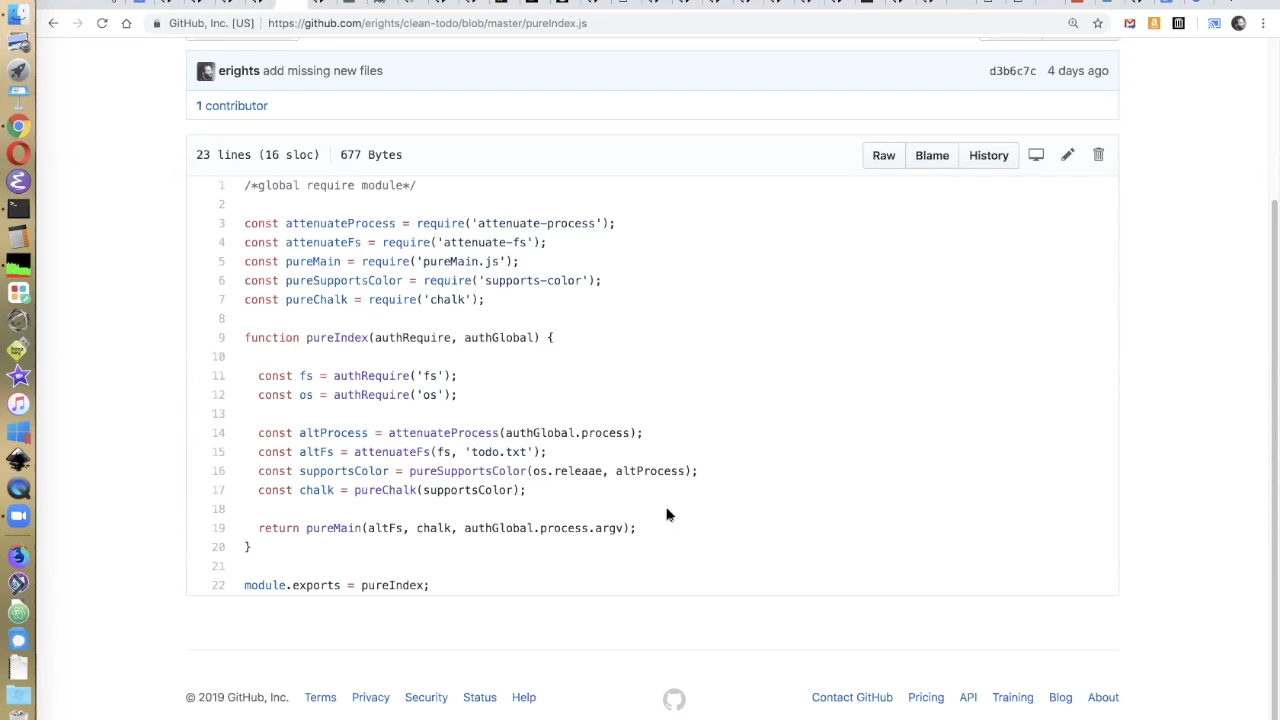 GitHub, Inc. [US] | https://github.com/erights/clean-todo/blob/master/pureIndex.js
erights add missing new files d3b6c7c 4 days ago
1 contributor
23 lines (16 sloc) 677 Bytes Raw Blame History
1 /*global require module*/
2
3 const attenuateProcess = require('attenuate-process');
4 const attenuateFs = require('attenuate-fs');
5 const pureMain = require('pureMain.js');
6 const pureSupportsColor = require('supports-color');
7 const pureChalk = require('chalk');
8
9 function pureIndex(authRequire, authGlobal) {
10
11 const fs = authRequire('fs');
12 const os = authRequire('os');
13
14 const altProcess = attenuateProcess(authGlobal.process);
15 const altFs = attenuateFs(fs, 'todo.txt');
16 const supportsColor = pureSupportsColor(os.releaae, altProcess);
17 const chalk = pureChalk(supportsColor);
18
19 return pureMain(altFs, chalk, authGlobal.process.argv);
20 }
21
22 module.exports = pureIndex;
© 2019 GitHub, Inc. Terms Privacy Security Status Help Contact GitHub Pricing API Training Blog About